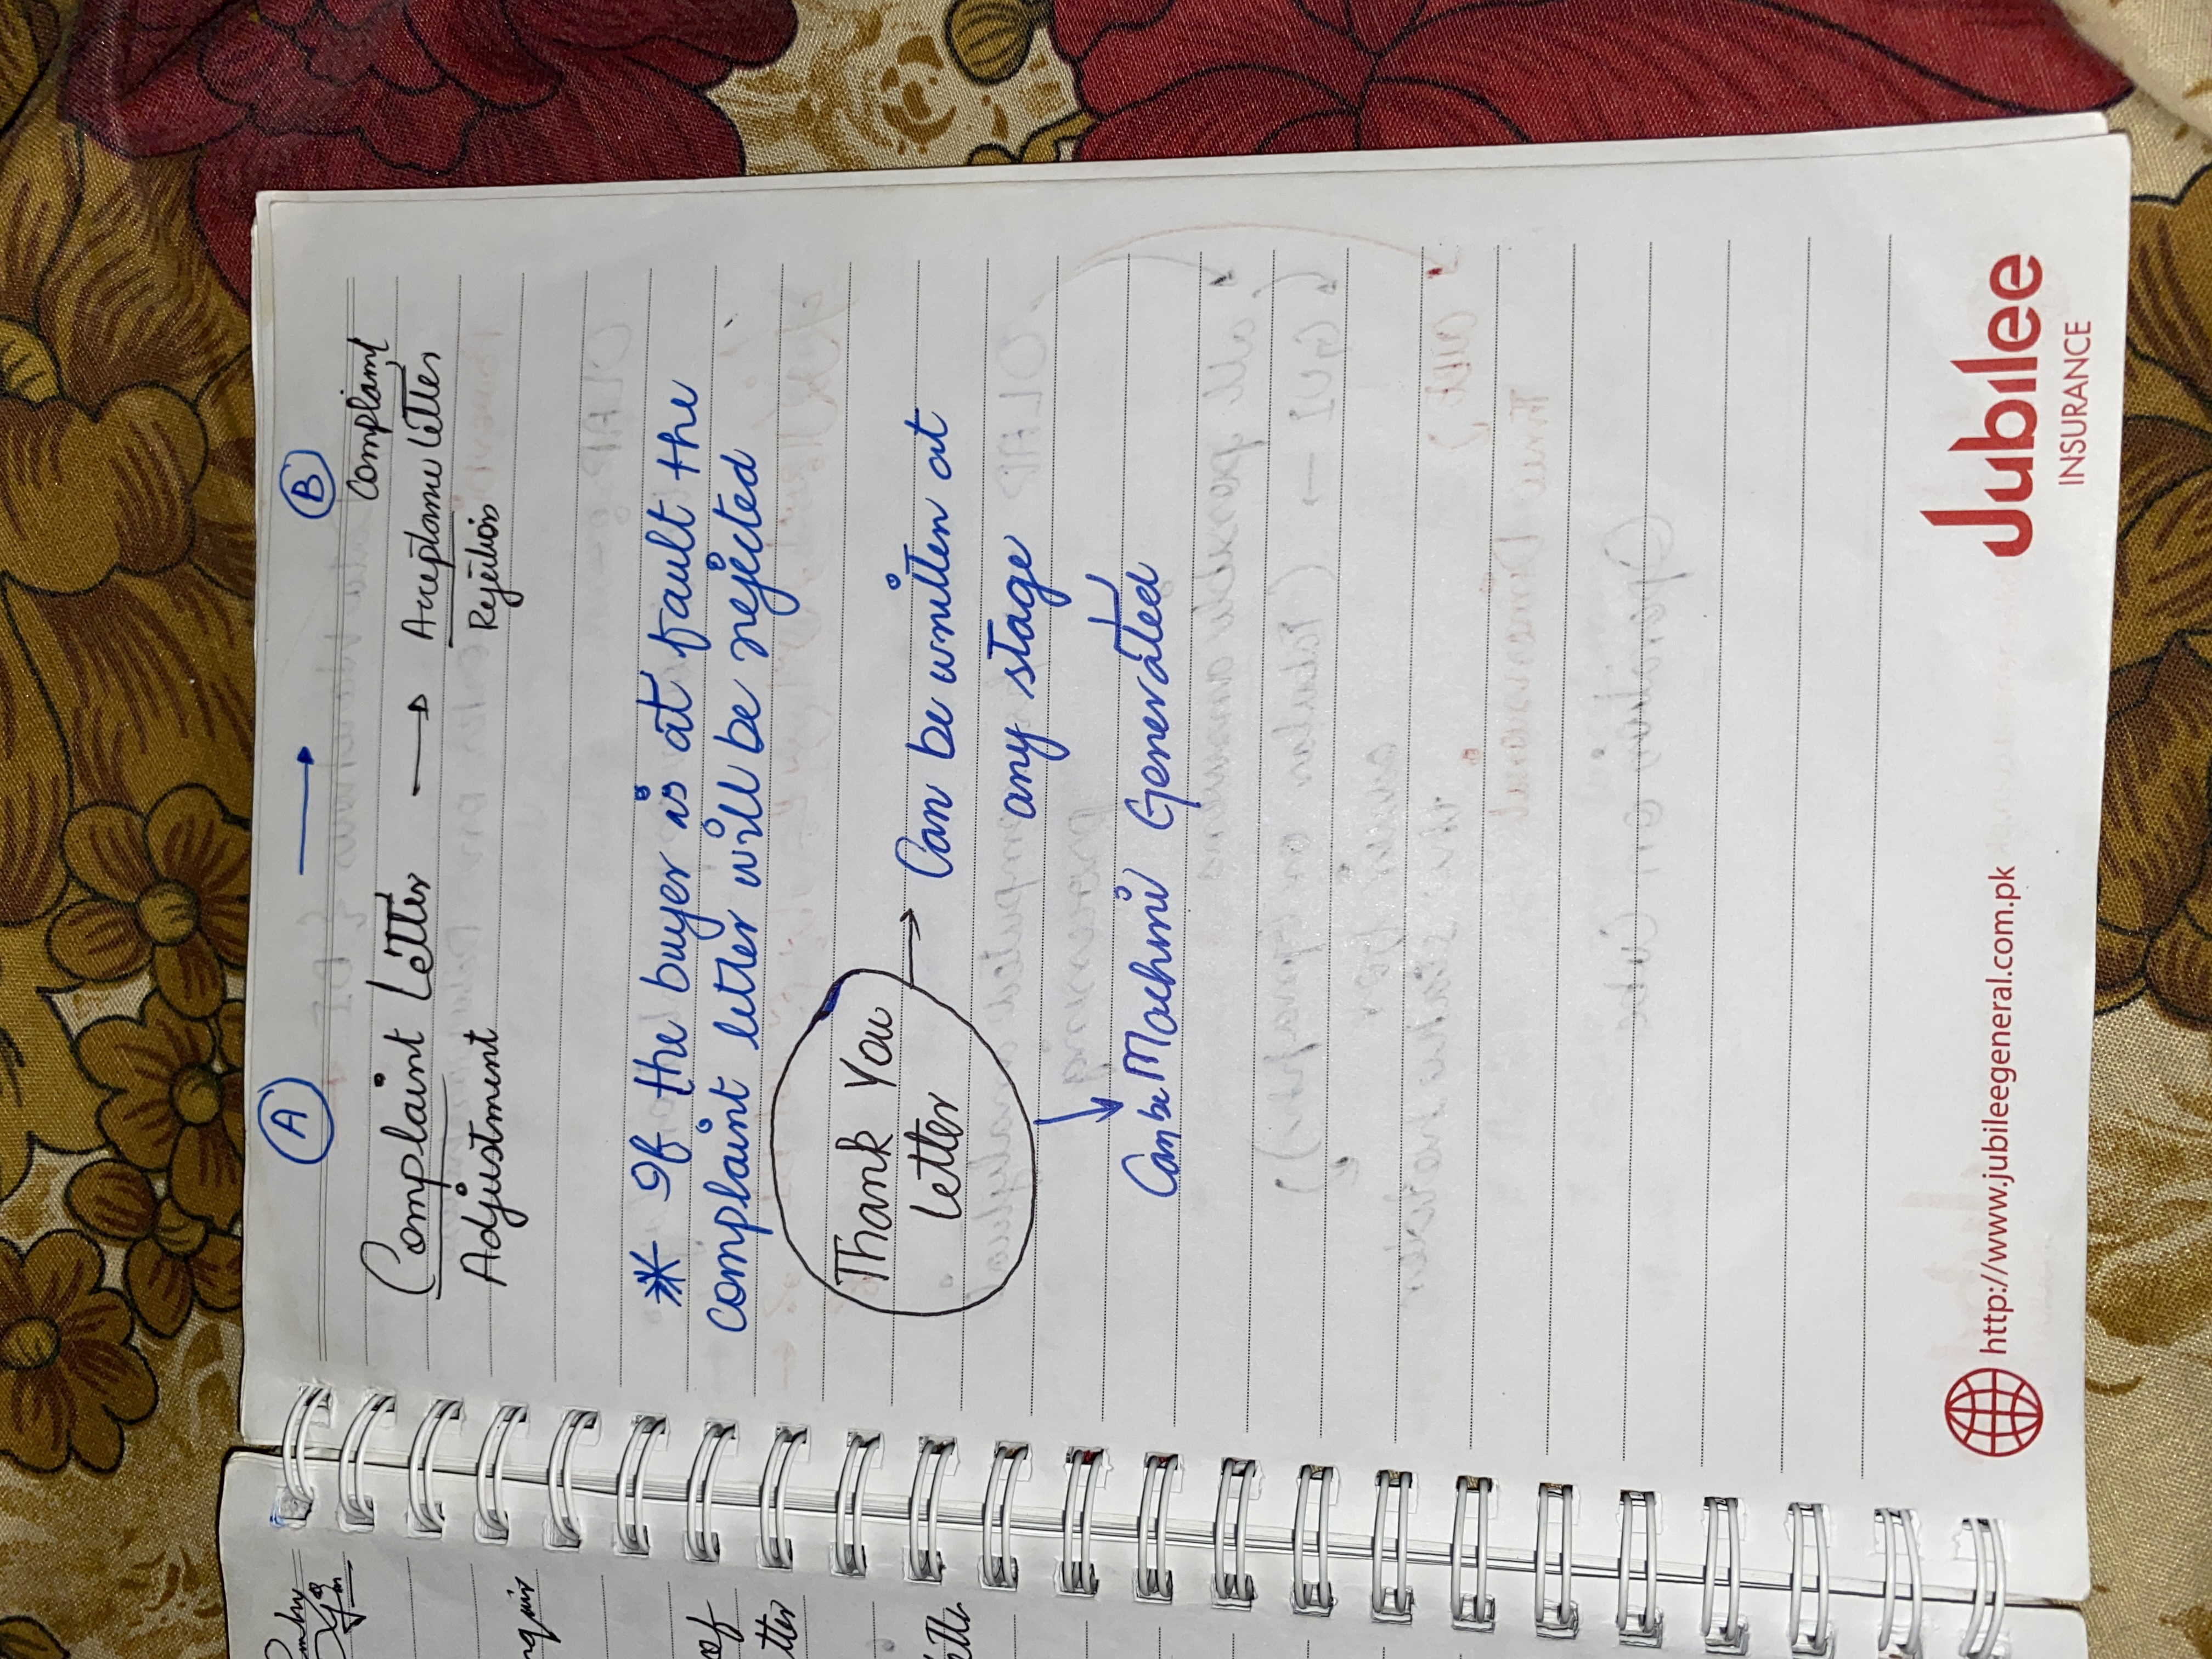 A → B
Complaint
Complaint Letter → Acceptance Letter
Adjustment Rejection
* If the buyer is at fault the
complaint letter will be rejected
Thank You
Letter
→ Can be written at
any stage
Can be Machine Generated
of
http://www.jubileegeneral.com.pk
Jubilee
INSURANCE